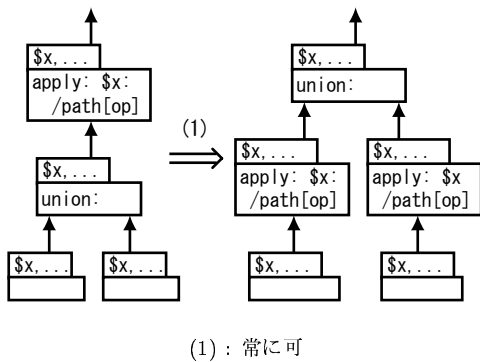 $x,...
apply: $x:
/path[op]
$x,...
union:
$x,...
$x,...
(1)
$x,...
union:
$x,...
apply: $x:
/path[op]
$x,...
apply: $x
/path[op]
$x,...
$x,...
(1) : 常に可